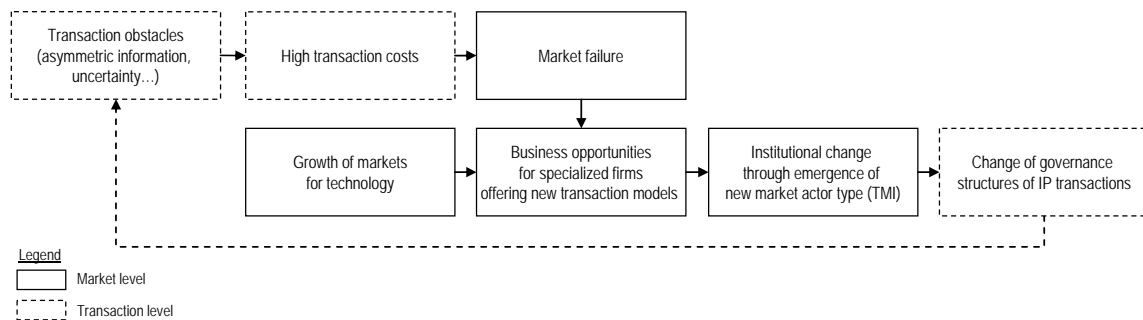 Transaction obstacles
(asymmetric information,
uncertainty…)
High transaction costs
Market failure
Growth of markets
for technology
Business opportunities
for specialized firms
offering new transaction models
Institutional change
through emergence of
new market actor type (TMI)
Change of governance
structures of IP transactions
Legend
Market level
Transaction level